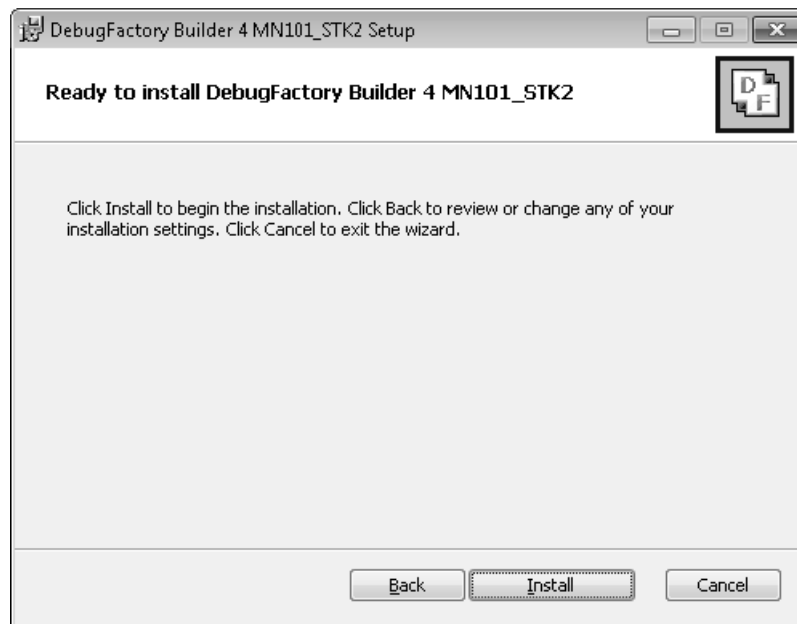 DebugFactory Builder 4 MN101_STK2 Setup
Ready to install DebugFactory Builder 4 MN101_STK2
D
F
Click Install to begin the installation. Click Back to review or change any of your
installation settings. Click Cancel to exit the wizard.
Back
Install
Cancel